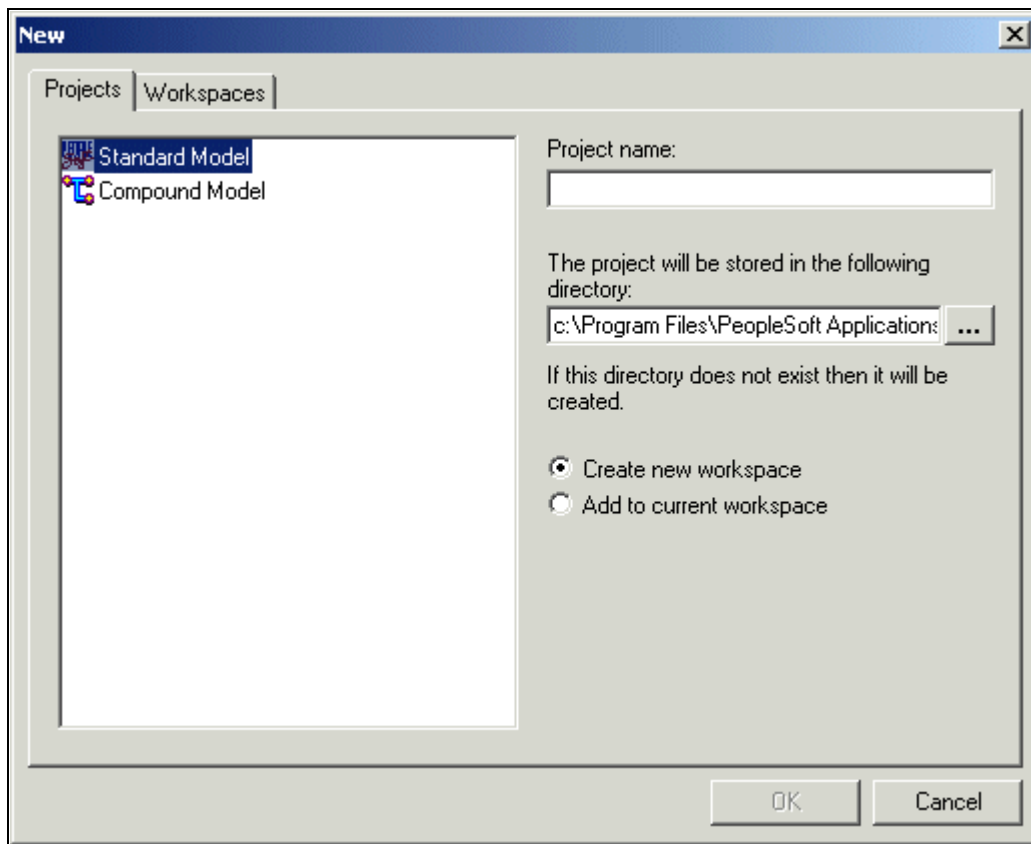 New
Projects
Workspaces
Standard Model
Compound Model
Project name:
The project will be stored in the following
directory:
c:\Program Files\PeopleSoft Applications
...
If this directory does not exist then it will be
created.
Create new workspace
Add to current workspace
OK
Cancel